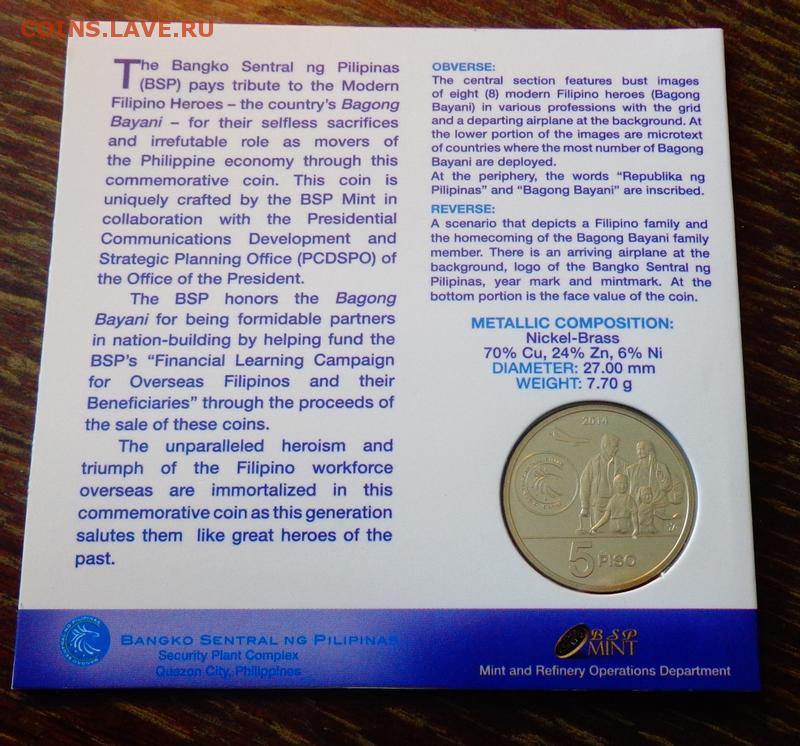 COINS.LAVE.RU
The Bangko Sentral ng Pilipinas
(BSP) pays tribute to the Modern
Filipino Heroes – the country's Bagong
Bayani – for their selfless sacrifices
and irrefutable role as movers of
the Philippine economy through this
commemorative coin. This coin is
uniquely crafted by the BSP Mint in
collaboration with the Presidential
Communications Development and
Strategic Planning Office (PCDSPO) of
the Office of the President.
The BSP honors the Bagong
Bayani for being formidable partners
in nation-building by helping fund the
BSP's "Financial Learning Campaign
for Overseas Filipinos and their
Beneficiaries" through the proceeds of
the sale of these coins.
The unparalleled heroism and
triumph of the Filipino workforce
overseas are immortalized in this
commemorative coin as this generation
salutes them like great heroes of the
past.
OBVERSE:
The central section features bust images
of eight (8) modern Filipino heroes (Bagong
Bayani) in various professions with the grid
and a departing airplane at the background. At
the lower portion of the images are microtext
of countries where the most number of Bagong
Bayani are deployed.
At the periphery, the words "Republika ng
Pilipinas" and "Bagong Bayani" are inscribed.
REVERSE:
A scenario that depicts a Filipino family and
the homecoming of the Bagong Bayani family
member. There is an arriving airplane at the
background, logo of the Bangko Sentral ng
Pilipinas, year mark and mintmark. At the
bottom portion is the face value of the coin.
METALLIC COMPOSITION:
Nickel-Brass
70% Cu, 24% Zn, 6% Ni
DIAMETER: 27.00 mm
WEIGHT: 7.70 g
2014
5 PISO
BANGKO SENTRAL NG PILIPINAS
Security Plant Complex
Quezon City, Philippines
BSP
MINT
Mint and Refinery Operations Department